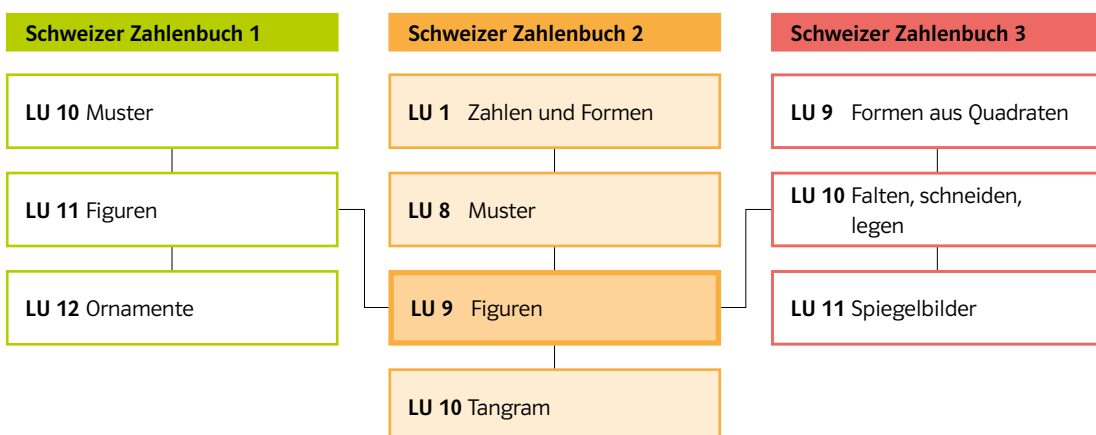 Schweizer Zahlenbuch 1
LU 10 Muster
LU 11 Figuren
LU 12 Ornamente
Schweizer Zahlenbuch 2
LU 1 Zahlen und Formen
LU 8 Muster
LU 9 Figuren
LU 10 Tangram
Schweizer Zahlenbuch 3
LU 9 Formen aus Quadraten
LU 10 Falten, schneiden,
legen
LU 11 Spiegelbilder